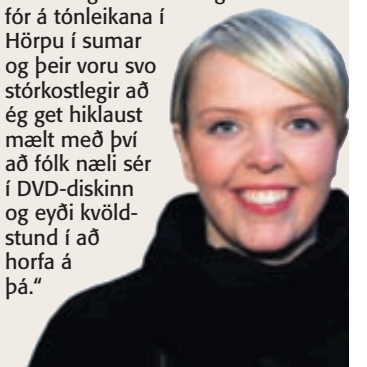 fór á tónleikana í
Hörpu í sumar
og þeir voru svo
stórkostlegir að
ég get hiklaust
mælt með því
að fólk næli sér
í DVD-diskinn
og eyði kvöld-
stund í að
horfa á
þá.“